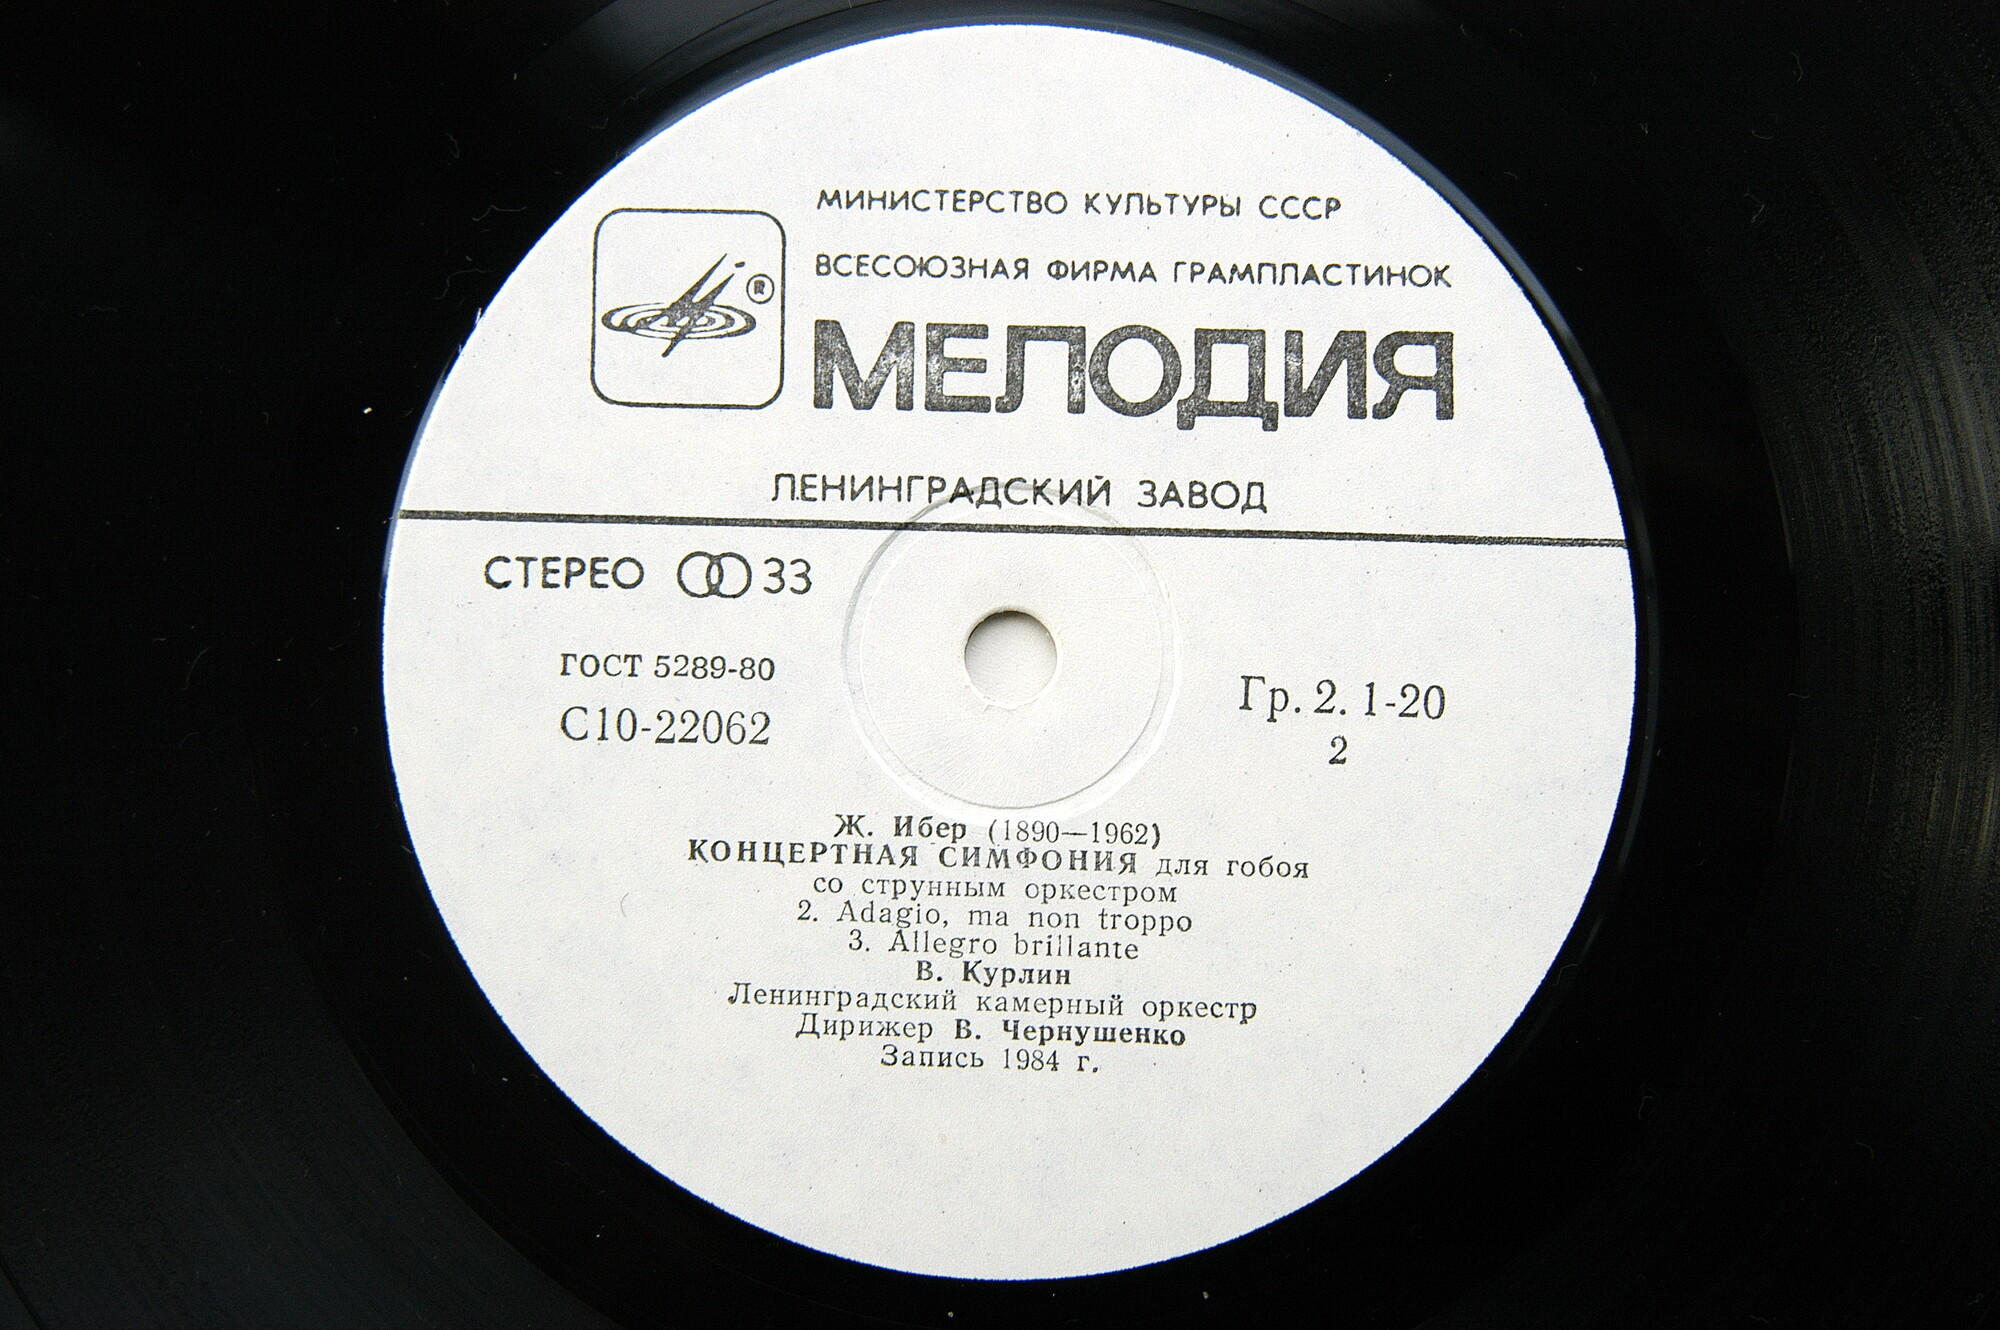 МИНИСТЕРСТВО КУЛЬТУРЫ СССР
ВСЕСОЮЗНАЯ ФИРМА ГРАМПЛАСТИНОК
®
МЕЛОДИЯ
ЛЕНИНГРАДСКИЙ ЗАВОД
СТЕРЕО 33
ГОСТ 5289-80
С10-22062
Гр. 2. 1-20
2
Ж. Ибер (1890—1962)
КОНЦЕРТНАЯ СИМФОНИЯ для гобоя
со струнным оркестром
2. Adagio, ma non troppo
3. Allegro brillante
В. Курлин
Ленинградский камерный оркестр
Дирижер В. Чернушенко
Запись 1984 г.